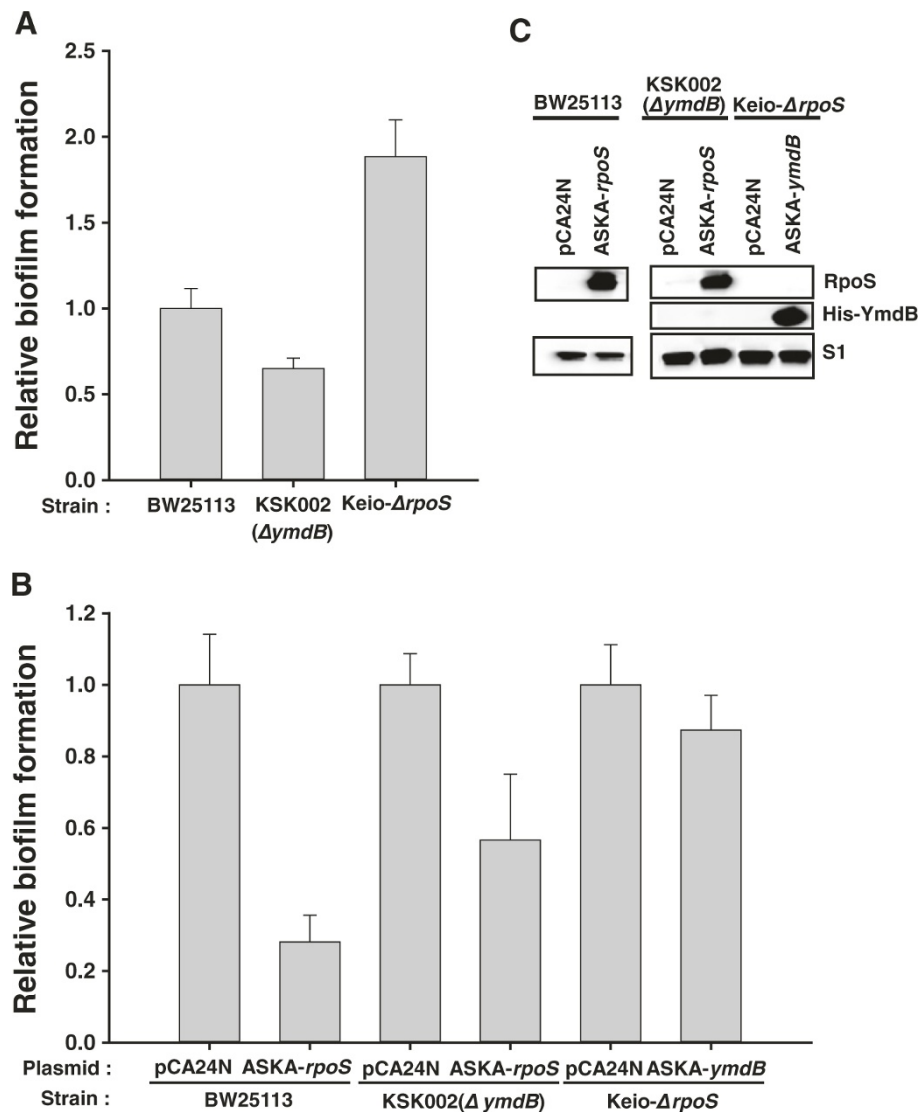 A
Relative biofilm formation
2.5
2.0
1.5
1.0
0.5
0.0
Strain :
BW25113
KSK002
(ΔymdB)
Keio-ΔrpoS
C
BW25113
KSK002
(ΔymdB)
Keio-ΔrpoS
pCA24N
ASKA-rpoS
pCA24N
ASKA-rpoS
pCA24N
ASKA-ymdB
RpoS
His-YmdB
S1
B
Relative biofilm formation
1.2
1.0
0.8
0.6
0.4
0.2
0.0
Plasmid : pCA24N ASKA-rpoS pCA24N ASKA-rpoS pCA24N ASKA-ymdB
Strain : BW25113 KSK002(Δ ymdB) Keio-ΔrpoS